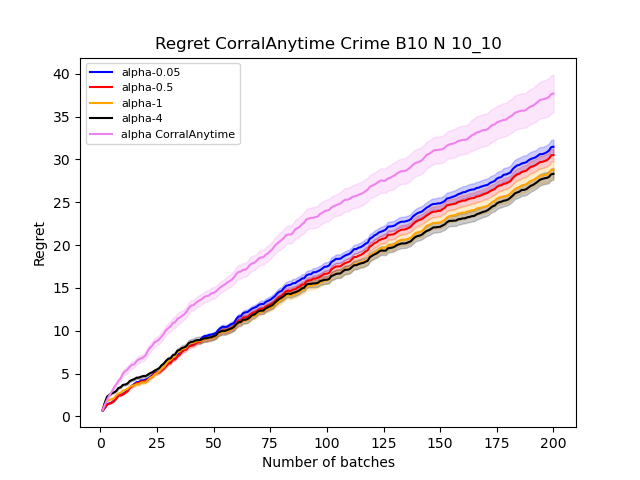 Regret CorralAnytime Crime B10 N 10_10
alpha-0.05
alpha-0.5
alpha-1
alpha-4
alpha CorralAnytime
40
35
30
25
20
15
10
5
0
Regret
0 25 50 75 100 125 150 175 200
Number of batches